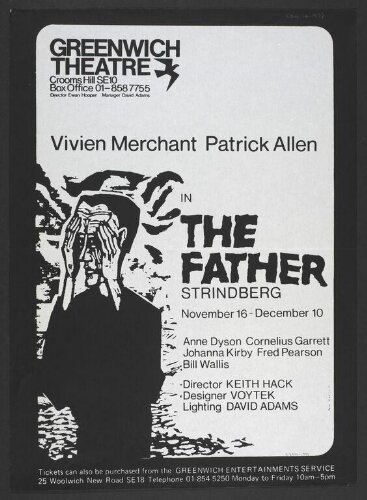 GREENWICH
THEATRE
Crooms Hill SE10
Box Office 01-858 7755
Director Ewan Hooper Manager David Adams
Vivien Merchant Patrick Allen
IN
THE
FATHER
STRINDBERG
November 16 - December 10
Anne Dyson Cornelius Garrett
Johanna Kirby Fred Pearson
Bill Wallis
Director KEITH HACK
Designer VOYTEK
Lighting DAVID ADAMS
Tickets can also be purchased from the GREENWICH ENTERTAINMENTS SERVICE
25 Woolwich New Road SE18 Telephone 01-854 5250 Monday to Friday 10am-5pm